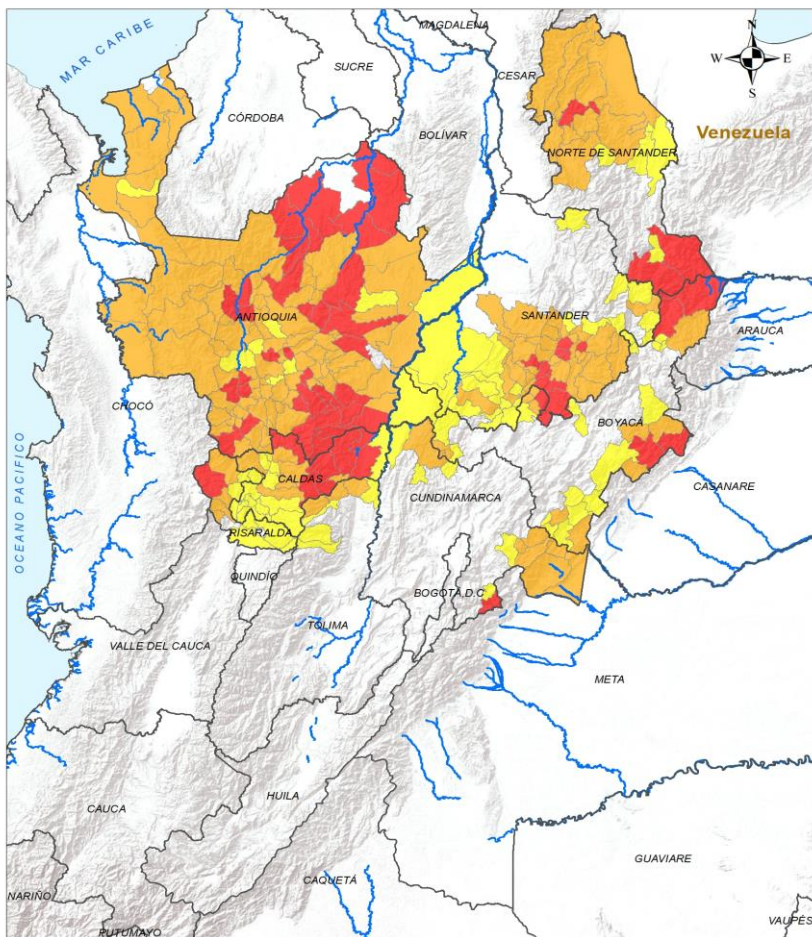 MAGDALENA
MAR CARIBE
SUCRE
CESAR
N
W E
S
CÓRDOBA
BOLÍVAR
Venezuela
NORTE DE SANTANDER
ANTIOQUIA
SANTANDER
ARAUCA
CHOCÓ
BOYACÁ
CALDAS
CASANARE
CUNDINAMARCA
OCEANO PACIFICO
RISARALDA
QUINDÍO
BOGOTÁ D.C
TOLIMA
VALLE DEL CAUCA
META
HUILA
CAUCA
GUAVIARE
CAQUETÁ
NARIÑO
VAUPÉS
PUTUMAYO